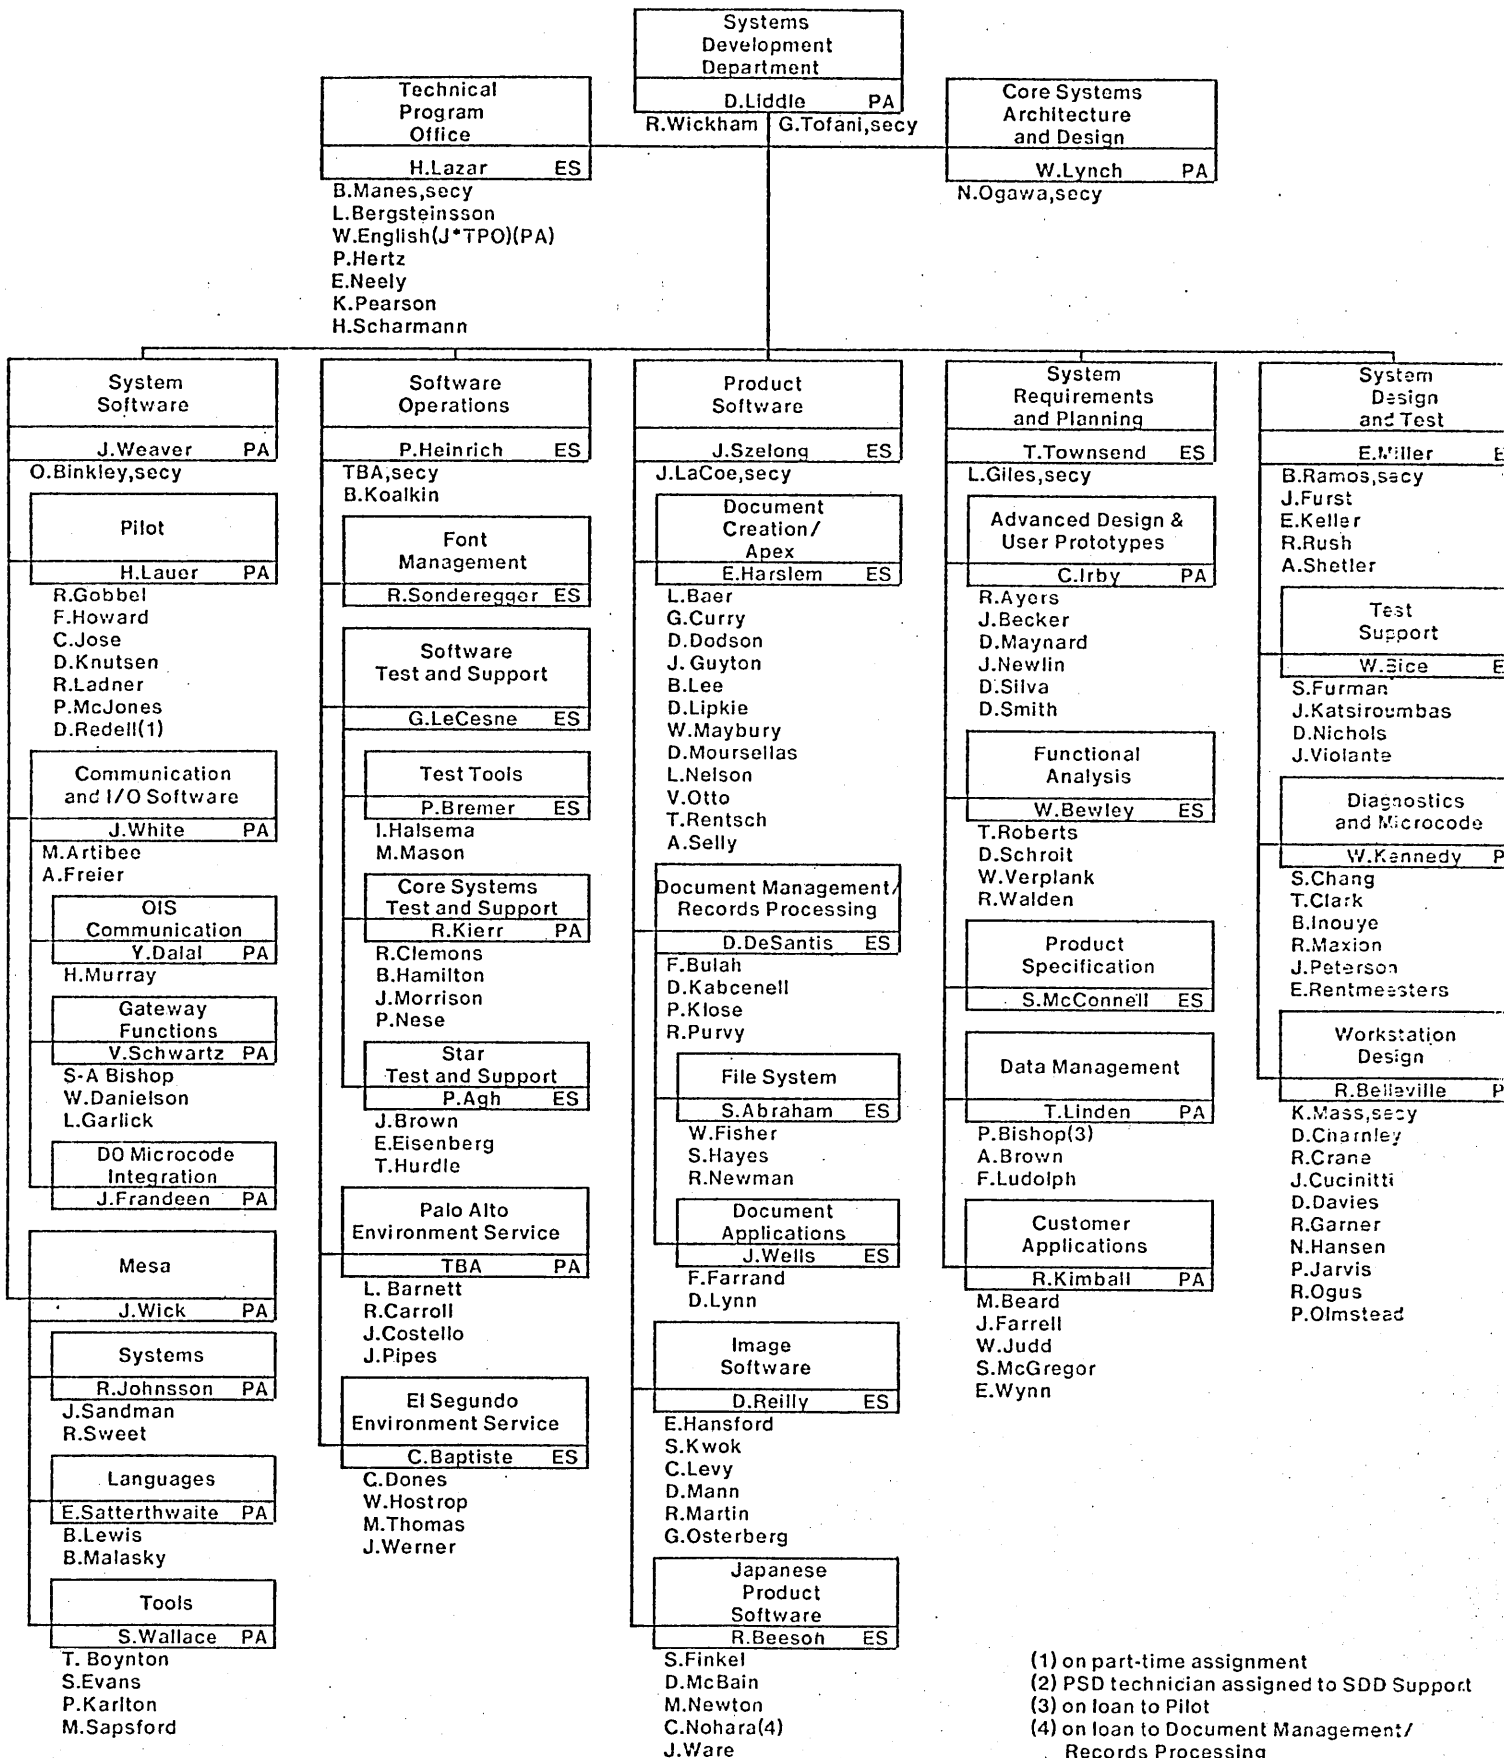 Systems
Development
Department
D.Liddle PA
R.Wickham G.Tofani,secy
Technical
Program
Office
H.Lazar ES
B.Manes,secy
L.Bergsteinsson
W.English(J*TPO)(PA)
P.Hertz
E.Neely
K.Pearson
H.Scharmann
Core Systems
Architecture
and Design
W.Lynch PA
N.Ogawa,secy
System
Software
J.Weaver PA
O.Binkley,secy
Pilot
H.Lauer PA
R.Gobbel
F.Howard
C.Jose
D.Knutsen
R.Ladner
P.McJones
D.Redell(1)
Communication
and I/O Software
J.White PA
M.Artibee
A.Freier
OIS
Communication
Y.Dalal PA
H.Murray
Gateway
Functions
V.Schwartz PA
S-A Bishop
W.Danielson
L.Garlick
D0 Microcode
Integration
J.Frandeen PA
Mesa
J.Wick PA
Systems
R.Johnsson PA
J.Sandman
R.Sweet
Languages
E.Satterthwaite PA
B.Lewis
B.Malasky
Tools
S.Wallace PA
T. Boynton
S.Evans
P.Karlton
M.Sapsford
Software
Operations
P.Heinrich ES
TBA,secy
B.Koalkin
Font
Management
R.Sonderegger ES
Software
Test and Support
G.LeCesne ES
Test Tools
P.Bremer ES
I.Halsema
M.Mason
Core Systems
Test and Support
R.Kierr PA
R.Clemons
B.Hamilton
J.Morrison
P.Nese
Star
Test and Support
P.Agh ES
J.Brown
E.Eisenberg
T.Hurdle
Palo Alto
Environment Service
TBA PA
L. Barnett
R.Carroll
J.Costello
J.Pipes
El Segundo
Environment Service
C.Baptiste ES
C.Dones
W.Hostrop
M.Thomas
J.Werner
Product
Software
J.Szelong ES
J.LaCoe,secy
Document
Creation/
Apex
E.Harslem ES
L.Baer
G.Curry
D.Dodson
J. Guyton
B.Lee
D.Lipkie
W.Maybury
D.Moursellas
L.Nelson
V.Otto
T.Rentsch
A.Selly
Document Management/
Records Processing
D.DeSantis ES
F.Bulah
D.Kabcenell
P.Klose
R.Purvy
File System
S.Abraham ES
W.Fisher
S.Hayes
R.Newman
Document
Applications
J.Wells ES
F.Farrand
D.Lynn
Image
Software
D.Reilly ES
E.Hansford
S.Kwok
C.Levy
D.Mann
R.Martin
G.Osterberg
Japanese
Product
Software
R.Beeson ES
S.Finkel
D.McBain
M.Newton
C.Nohara(4)
J.Ware
System
Requirements
and Planning
T.Townsend ES
L.Giles,secy
Advanced Design &
User Prototypes
C.Irby PA
R.Ayers
J.Becker
D.Maynard
J.Newlin
D.Silva
D.Smith
Functional
Analysis
W.Bewley ES
T.Roberts
D.Schroit
W.Verplank
R.Walden
Product
Specification
S.McConnell ES
Data Management
T.Linden PA
P.Bishop(3)
A.Brown
F.Ludolph
Customer
Applications
R.Kimball PA
M.Beard
J.Farrell
W.Judd
S.McGregor
E.Wynn
System
Design
and Test
E.Miller E
B.Ramos,secy
J.Furst
E.Keller
R.Rush
A.Shetler
Test
Support
W.Bice E
S.Furman
J.Katsiroumbas
D.Nichols
J.Violante
Diagnostics
and Microcode
W.Kennedy P
S.Chang
T.Clark
B.Inouye
R.Maxion
J.Peterson
E.Rentmeesters
Workstation
Design
R.Belleville P
K.Mass,secy
D.Charnley
R.Crane
J.Cucinitti
D.Davies
R.Garner
N.Hansen
P.Jarvis
R.Ogus
P.Olmstead
(1) on part-time assignment
(2) PSD technician assigned to SDD Support
(3) on loan to Pilot
(4) on loan to Document Management/
Records Processing